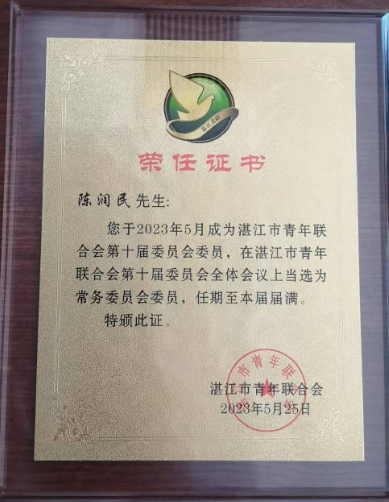 荣任证书
陈润民先生:
您于2023年5月成为湛江市青年联
合会第十届委员会委员，在湛江市青年
联合会第十届委员会全体会议上当选为
常务委员会委员，任期至本届届满。
特颁此证。
湛江市青年联合会
2023年5月25日